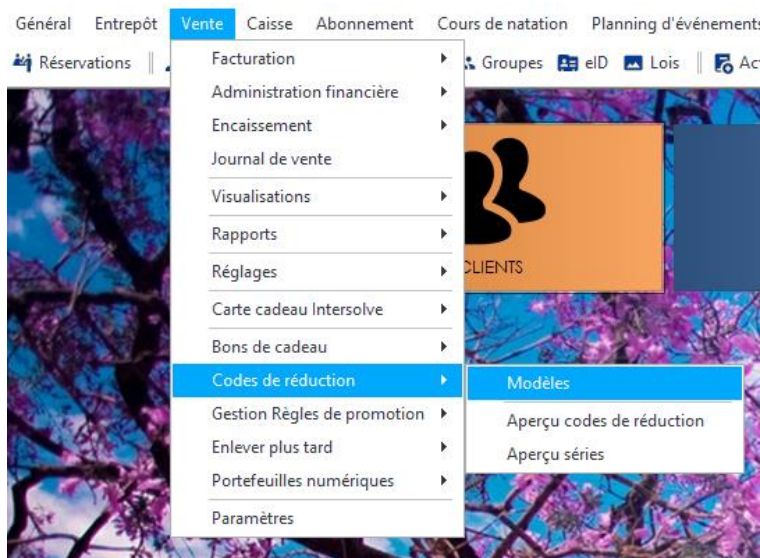 Général Entrepôt Vente Caisse Abonnement Cours de natation Planning d'événements
Réservations Groupes eID Lois
Facturation
Administration financière
Encaissement
Journal de vente
Visualisations
Rapports
Réglages
CLIENTS
Carte cadeau Intersolve
Bons de cadeau
Codes de réduction
Modèles
Gestion Règles de promotion
Aperçu codes de réduction
Enlever plus tard
Aperçu séries
Portefeuilles numériques
Paramètres